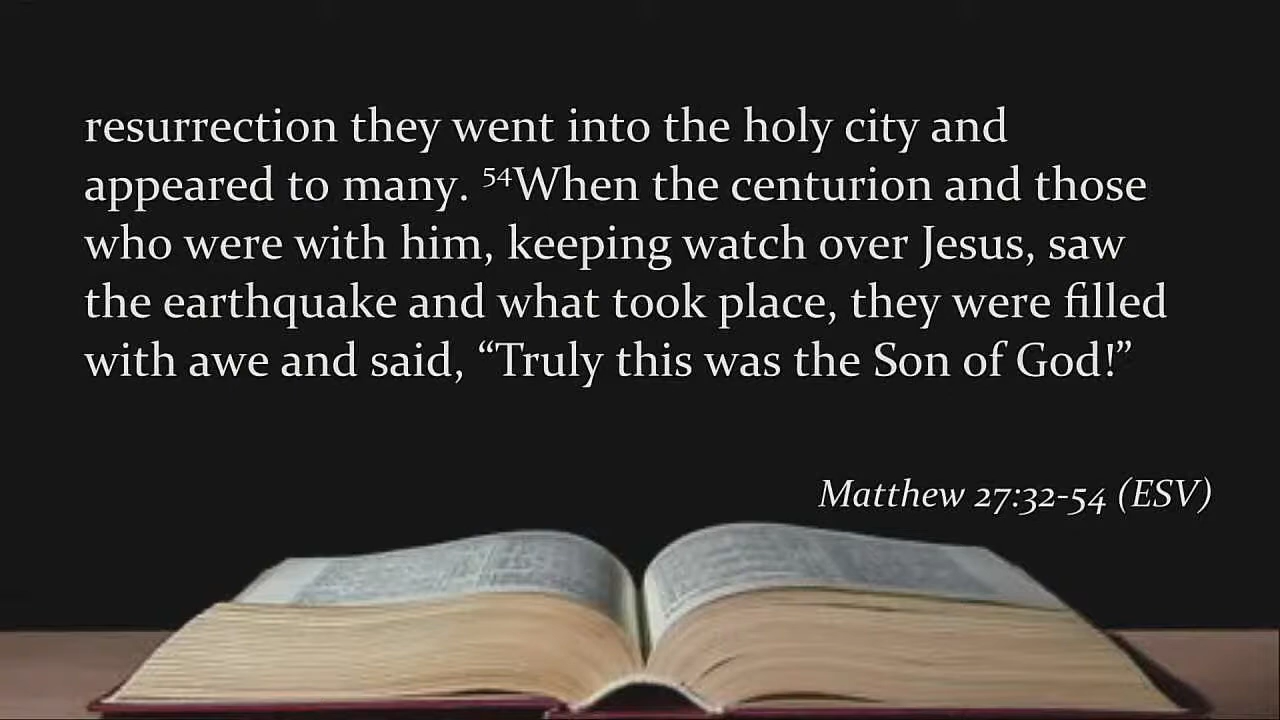 resurrection they went into the holy city and
appeared to many. ⁵⁴When the centurion and those
who were with him, keeping watch over Jesus, saw
the earthquake and what took place, they were filled
with awe and said, “Truly this was the Son of God!”
Matthew 27:32-54 (ESV)